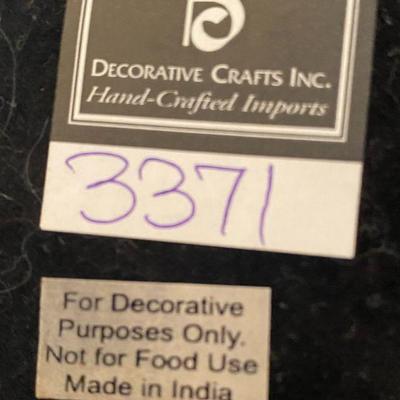 DECORATIVE CRAFTS INC.
Hand-Crafted Imports
3371
For Decorative
Purposes Only.
Not for Food Use
Made in India